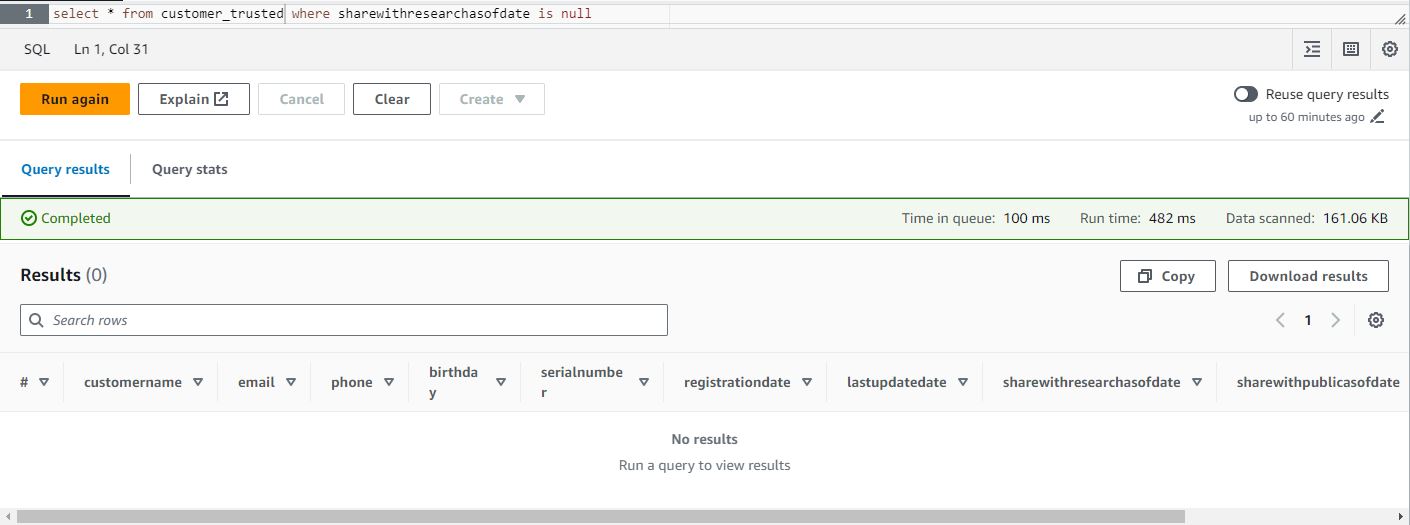 1 select * from customer_trusted where sharewithresearchasofdate is null
SQL Ln 1, Col 31
Run again Explain Cancel Clear Create Reuse query results
up to 60 minutes ago
Query results Query stats
Completed Time in queue: 100 ms Run time: 482 ms Data scanned: 161.06 KB
Results (0) Copy Download results
Search rows 1
# customername email phone birthda serialnumbe registrationdate lastupdatedate sharewithresearchasofdate sharewithpublicasofdate
y r
No results
Run a query to view results